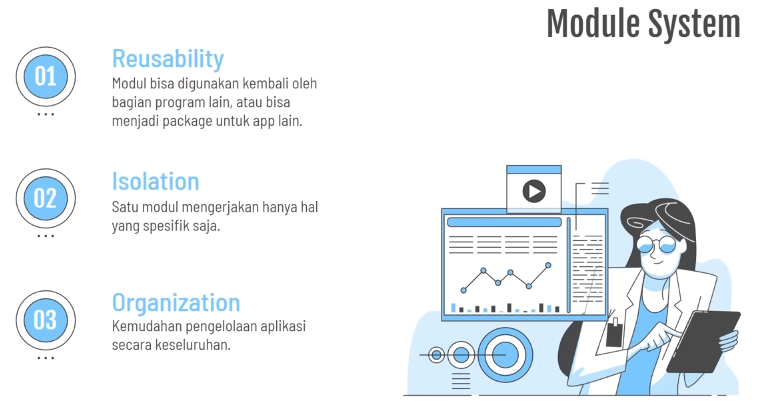 Module System
01
Reusability
Modul bisa digunakan kembali oleh
bagian program lain, atau bisa
menjadi package untuk app lain.
02
Isolation
Satu modul mengerjakan hanya hal
yang spesifik saja.
03
Organization
Kemudahan pengelolaan aplikasi
secara keseluruhan.